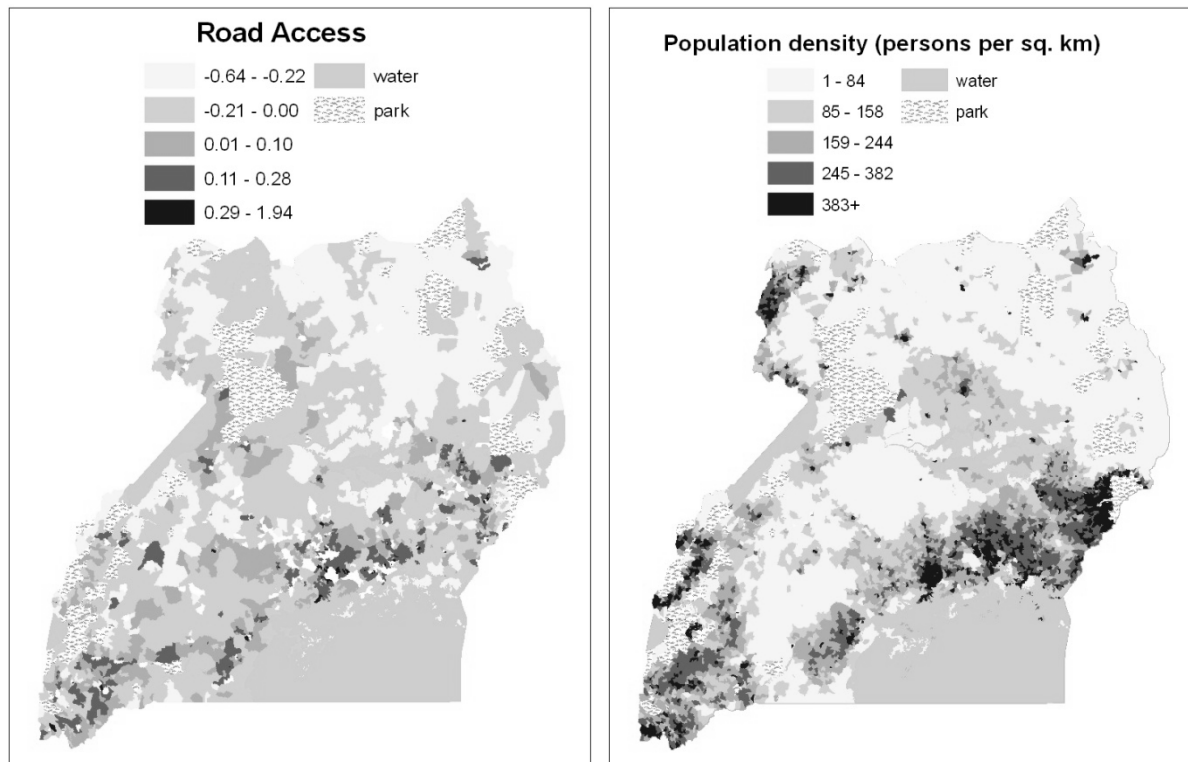 Road Access
-0.64 - -0.22 water
-0.21 - 0.00 park
0.01 - 0.10
0.11 - 0.28
0.29 - 1.94
Population density (persons per sq. km)
1 - 84 water
85 - 158 park
159 - 244
245 - 382
383+